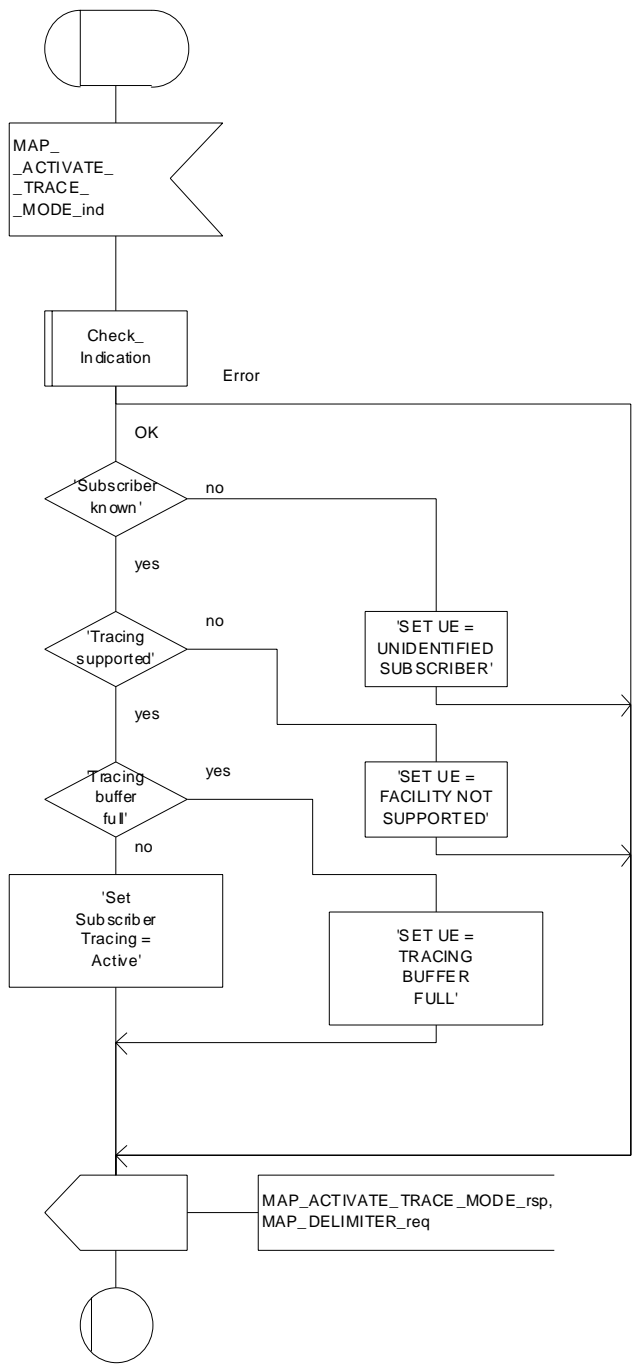 MAP_
_ACTIVATE_
_TRACE_
_MODE_ind
Check_
Indication
Error
OK
'Subscriber
known'
no
yes
'Tracing
supported'
no
'SET UE =
UNIDENTIFIED
SUBSCRIBER'
yes
'Tracing
buffer
full'
yes
'SET UE =
FACILITY NOT
SUPPORTED'
no
'Set
Subscriber
Tracing =
Active'
'SET UE =
TRACING
BUFFER
FULL'
MAP_ACTIVATE_TRACE_MODE_rsp,
MAP_DELIMITER_req